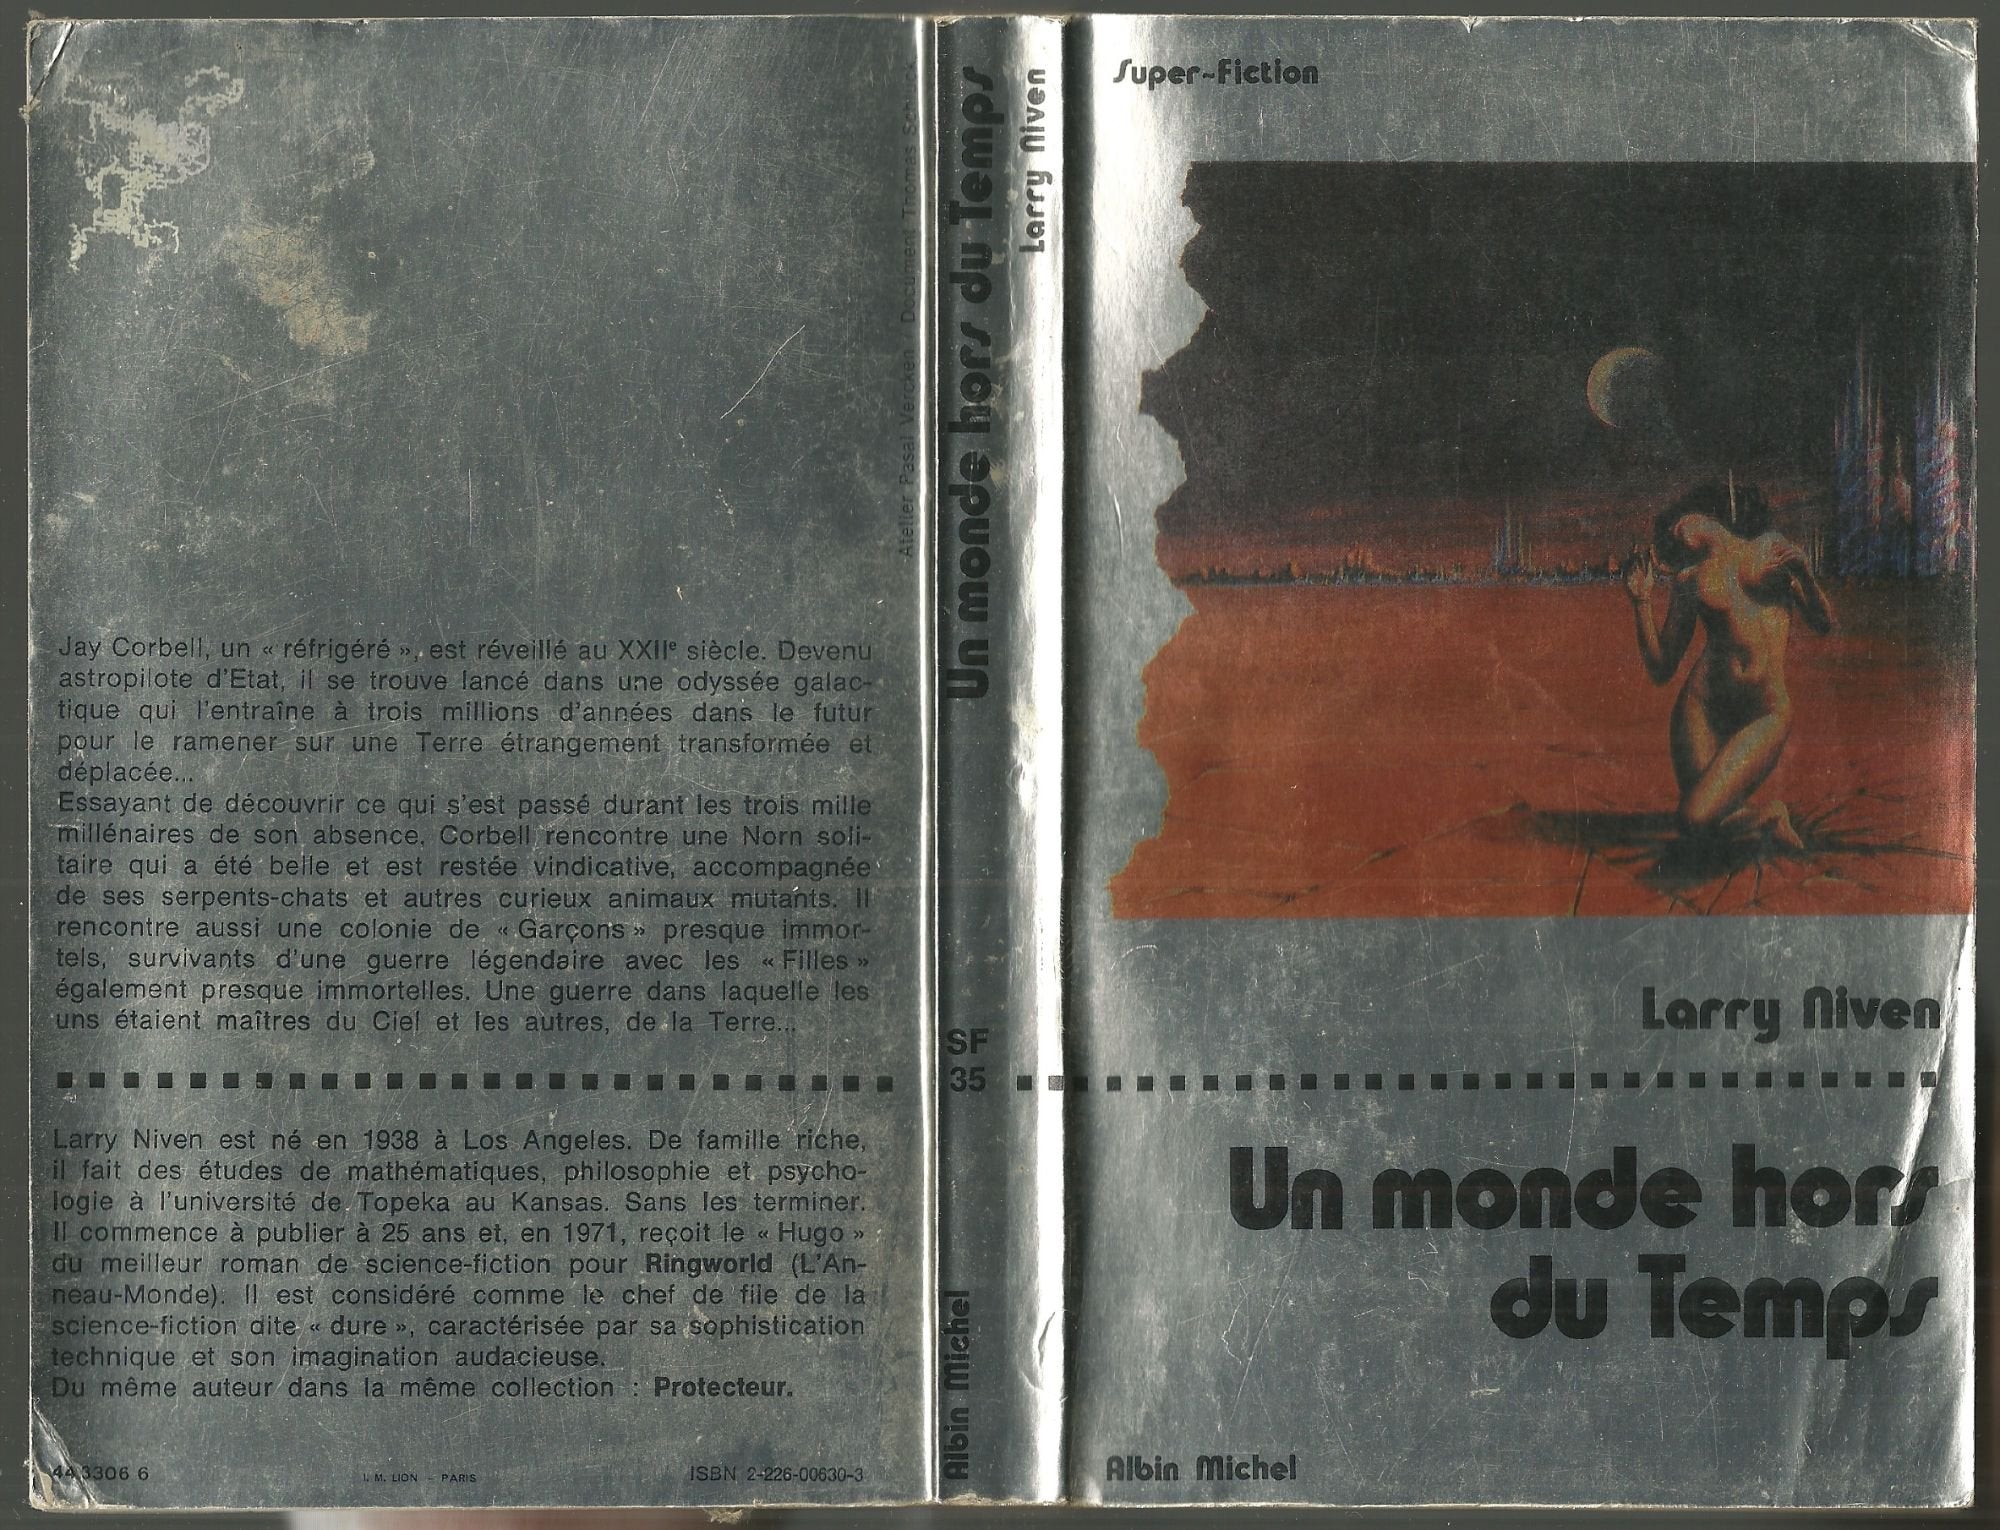 Jay Corbell, un « réfrigéré », est réveillé au XXIIe siècle. Devenu
astropilote d'Etat, il se trouve lancé dans une odyssée galac-
tique qui l'entraîne à trois millions d'années dans le futur
pour le ramener sur une Terre étrangement transformée et
déplacée...
Essayant de découvrir ce qui s'est passé durant les trois mille
millénaires de son absence, Corbell rencontre une Norn soli-
taire qui a été belle et est restée vindicative, accompagnée
de ses serpents-chats et autres curieux animaux mutants. Il
rencontre aussi une colonie de « Garçons » presque immor-
tels, survivants d'une guerre légendaire avec les « Filles »
également presque immortelles. Une guerre dans laquelle les
uns étaient maîtres du Ciel et les autres, de la Terre...
Larry Niven est né en 1938 à Los Angeles. De famille riche,
il fait des études de mathématiques, philosophie et psycho-
logie à l'université de Topeka au Kansas. Sans les terminer.
Il commence à publier à 25 ans et, en 1971, reçoit le « Hugo »
du meilleur roman de science-fiction pour Ringworld (L'An-
neau-Monde). Il est considéré comme le chef de file de la
science-fiction dite « dure », caractérisée par sa sophistication
technique et son imagination audacieuse.
Du même auteur dans la même collection : Protecteur.
44 3306 6
I. M. LION – PARIS
ISBN 2-226-00630-3
Atelier Pasal Vercken Document Thomas
Un monde hors du Temps
Larry Niven
SF
35
Albin Michel
Super-Fiction
Larry Niven
Un monde hors
du Temps
Albin Michel